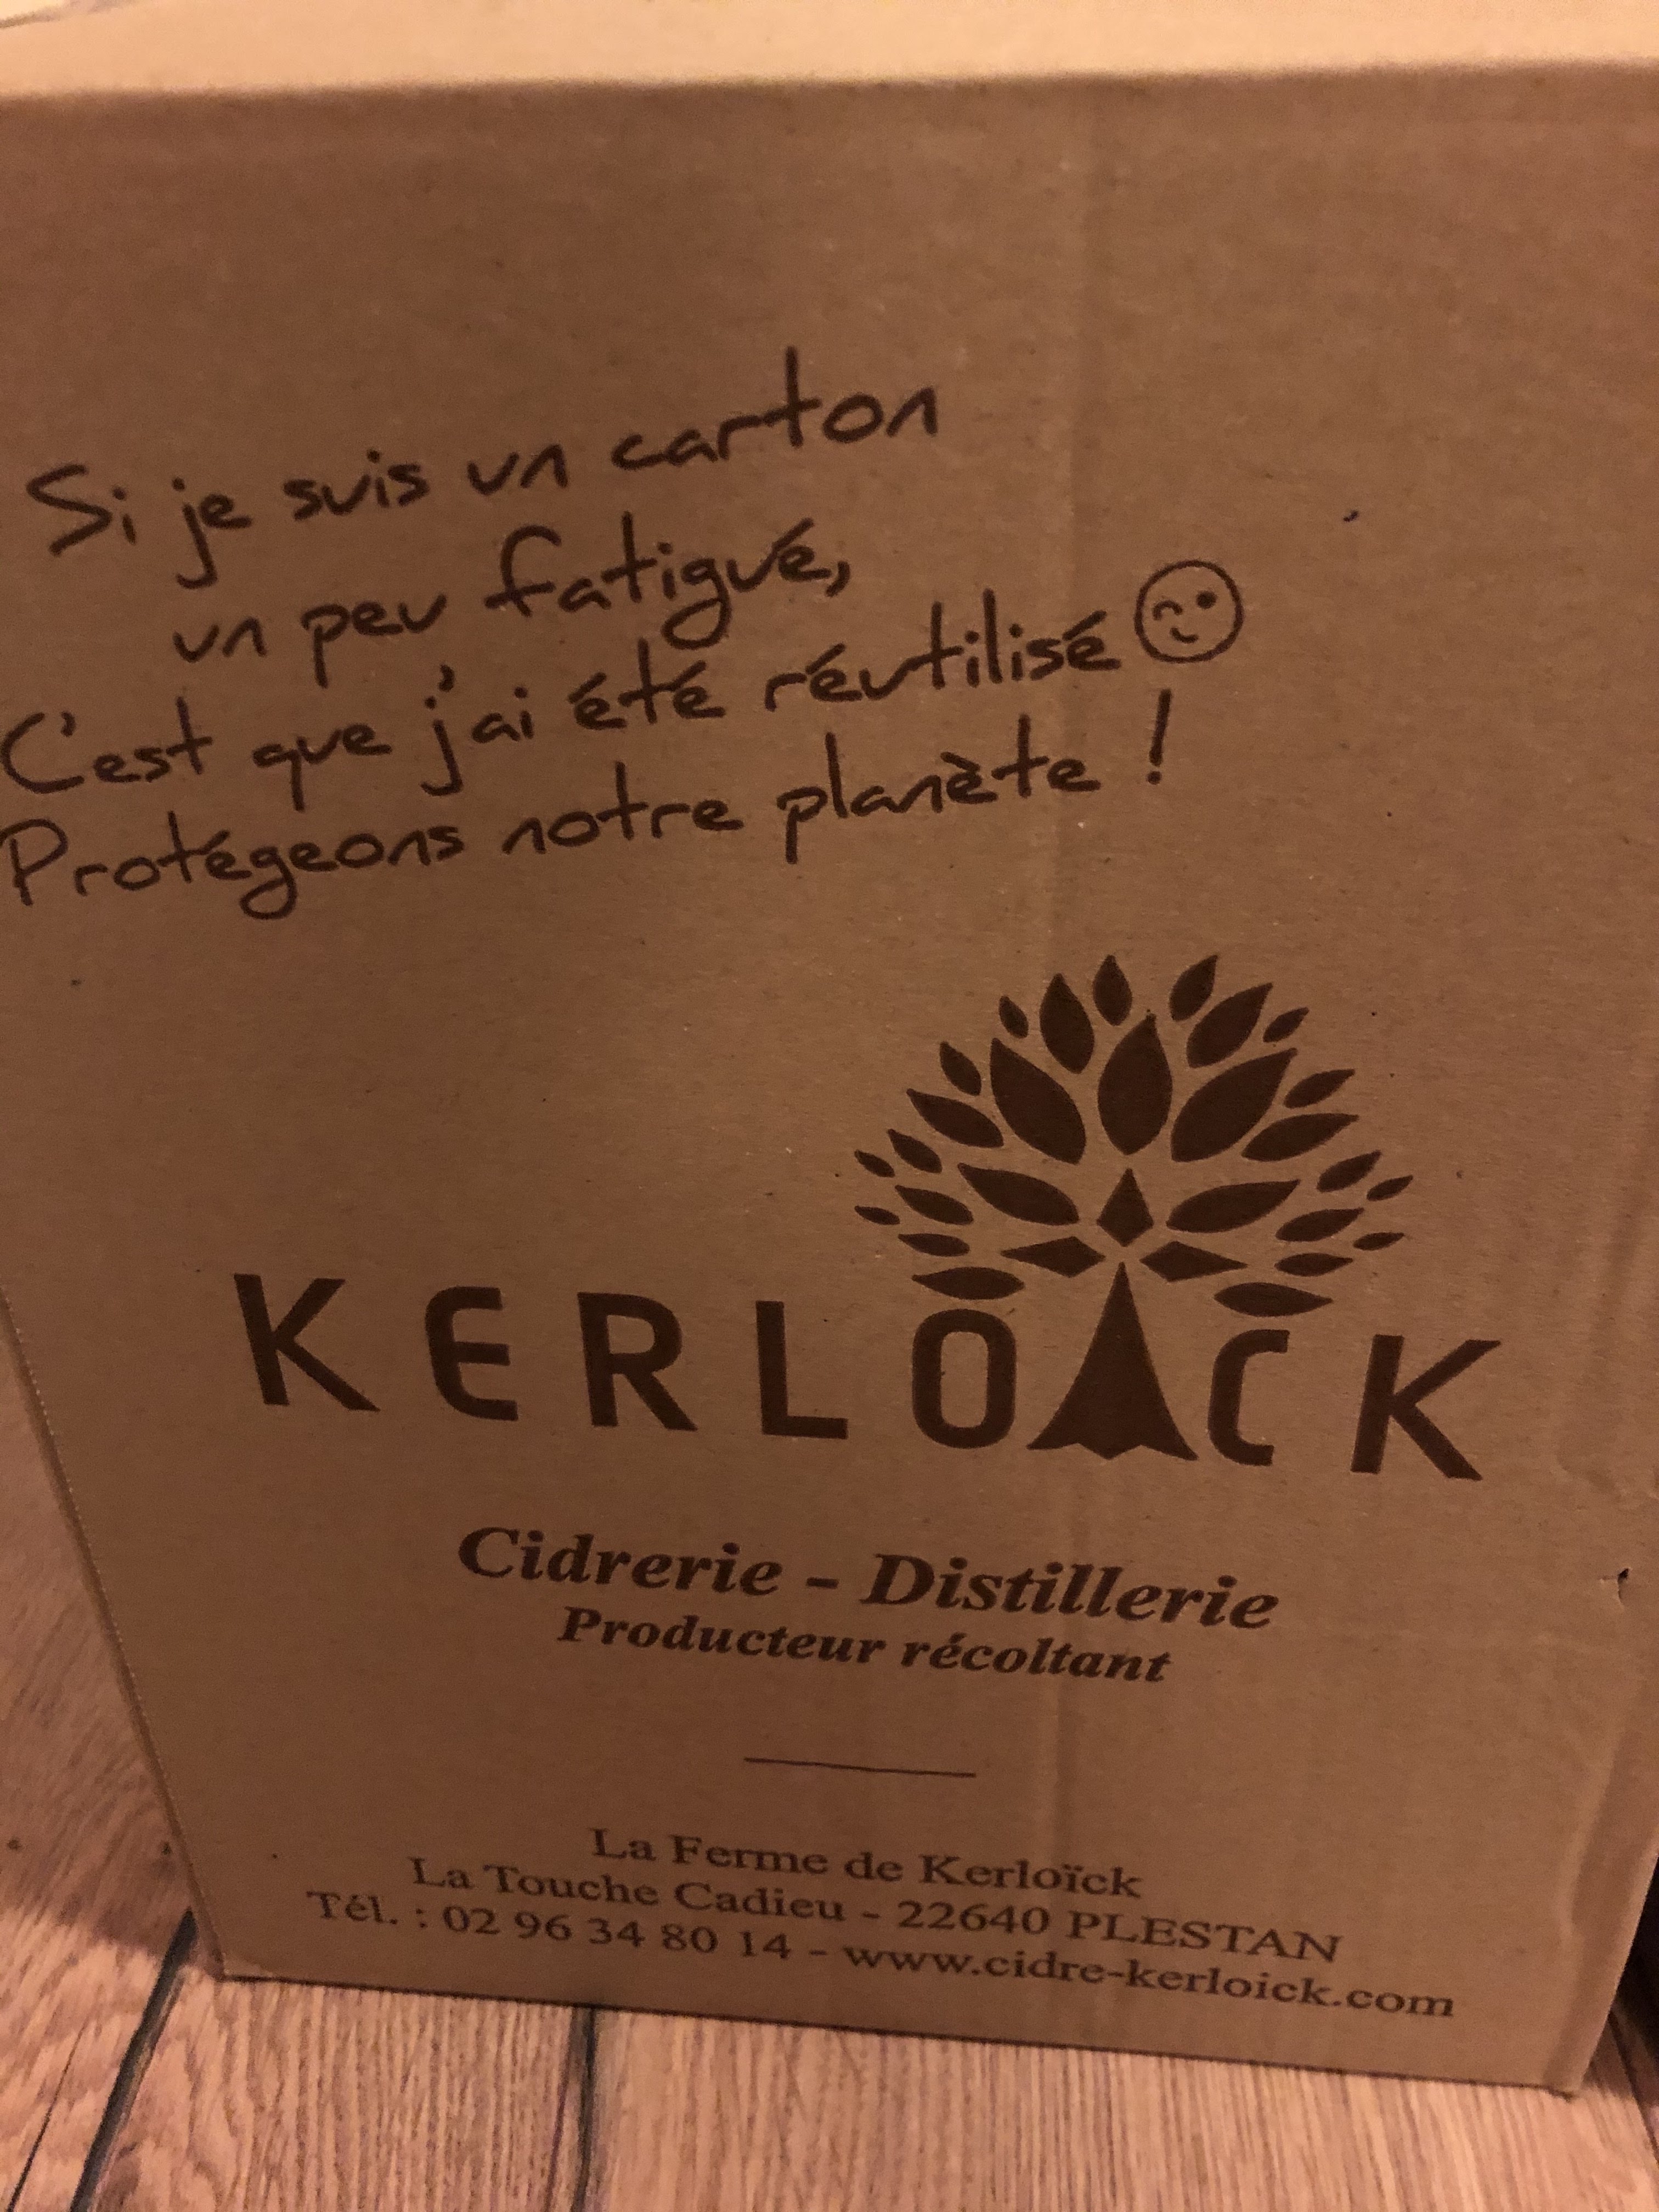 Si je suis un carton
un peu fatigué,
C'est que j'ai été réutilisé
Protégeons notre planète !
KERLOICK
Cidrerie - Distillerie
Producteur récoltant
La Ferme de Kerloïck
La Touche Cadieu - 22640 PLESTAN
Tél. : 02 96 34 80 14 - www.cidre-kerloick.com